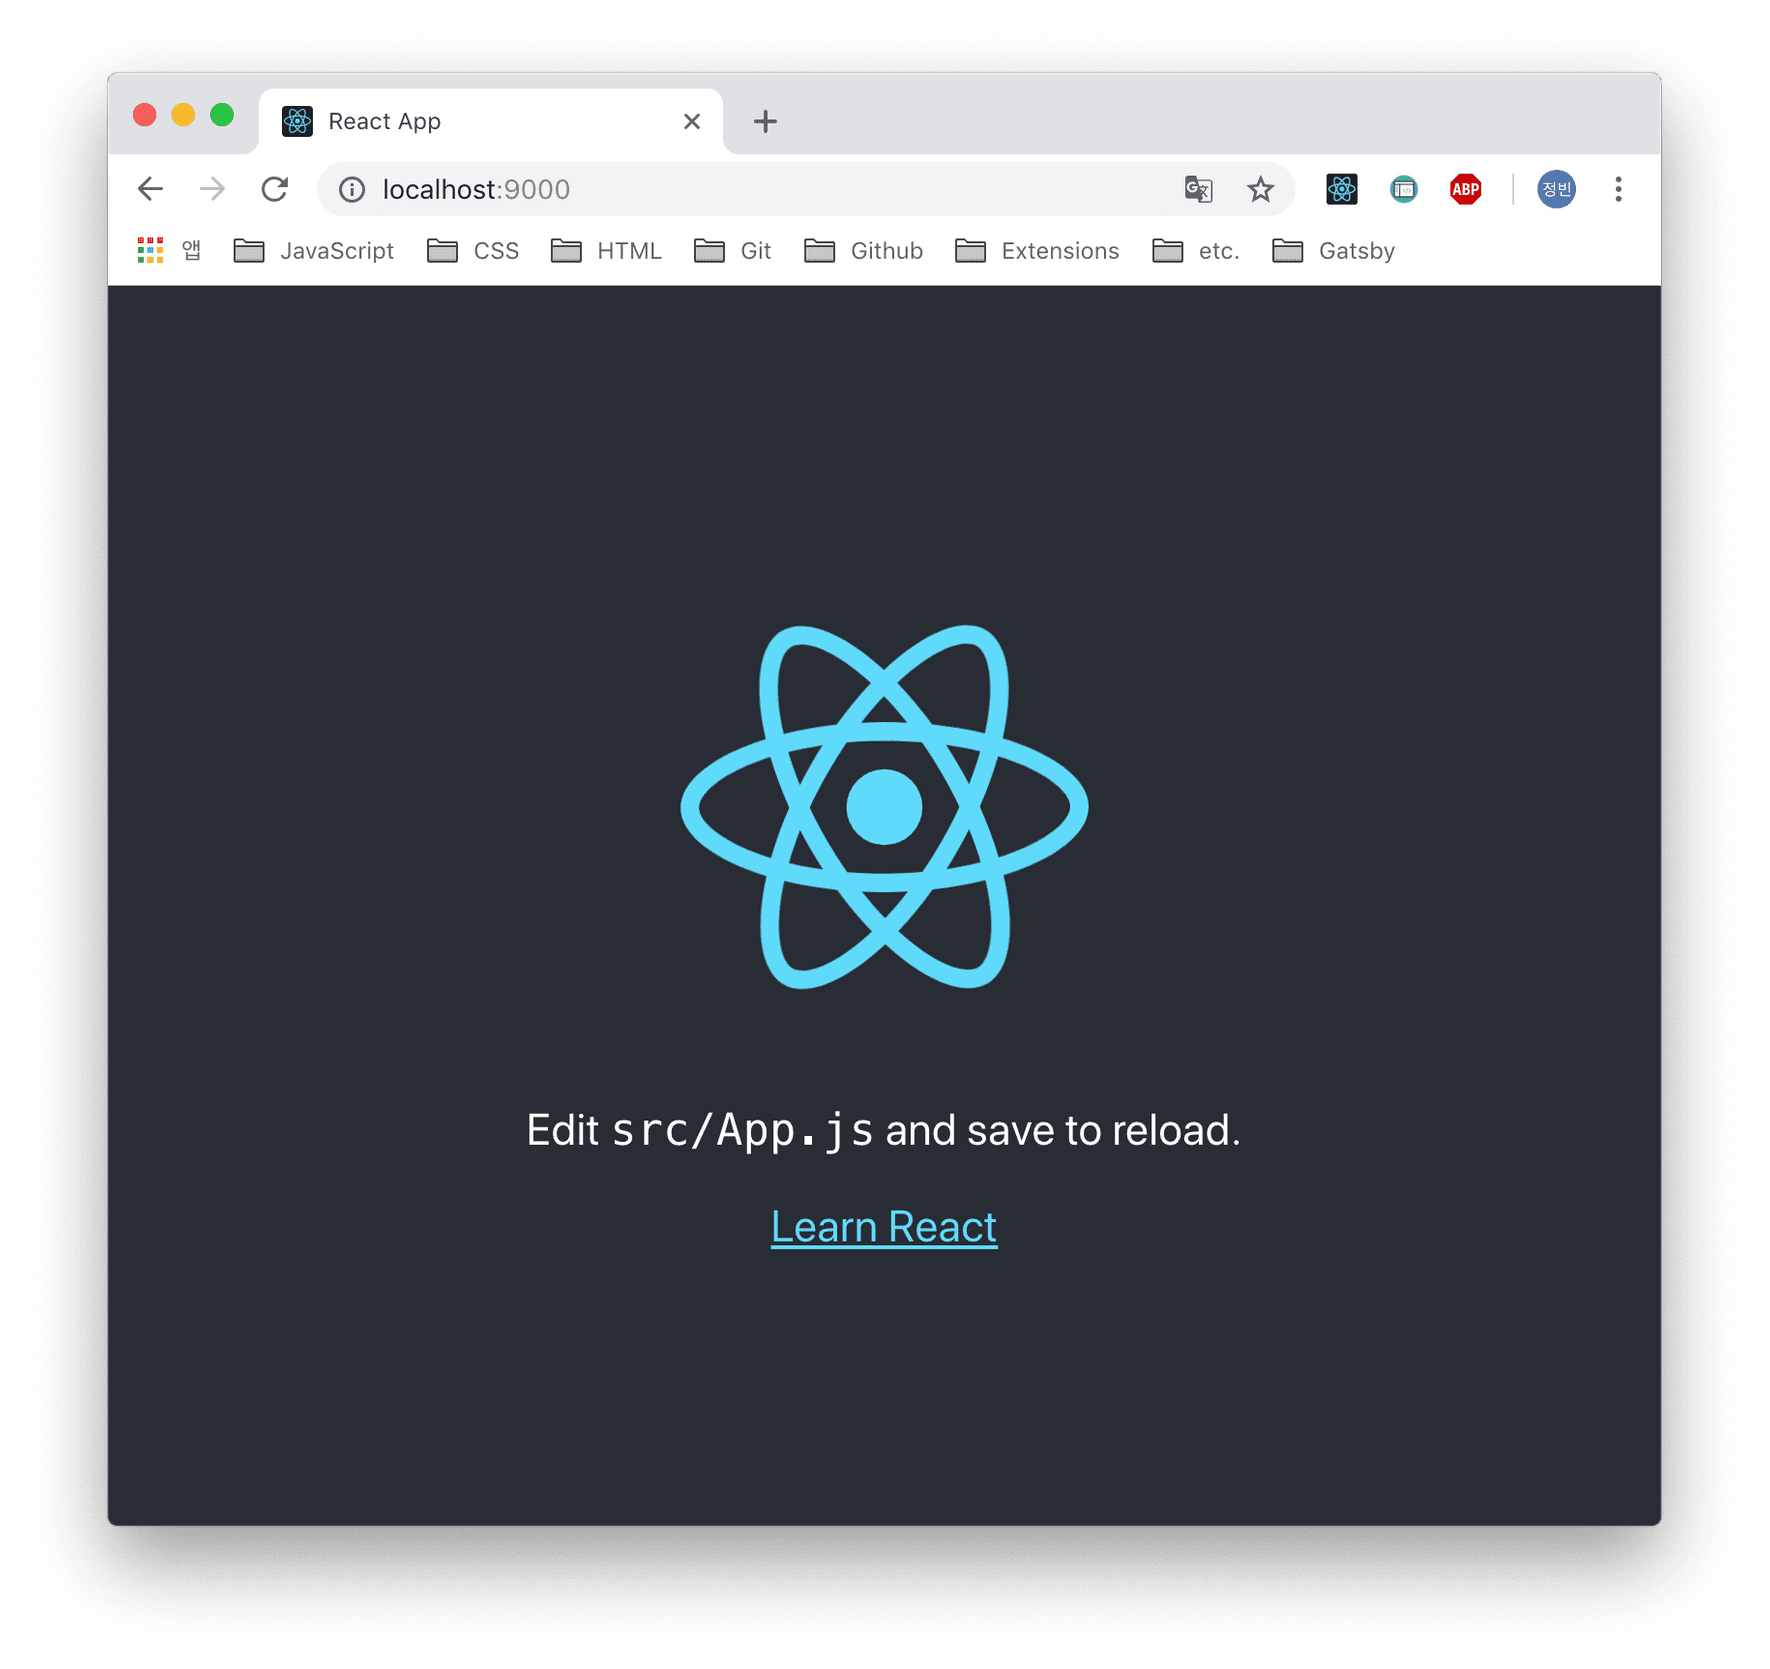 React App
localhost:9000
ABP
정빈
앱 JavaScript CSS HTML Git Github Extensions etc. Gatsby
Edit src/App.js and save to reload.
Learn React